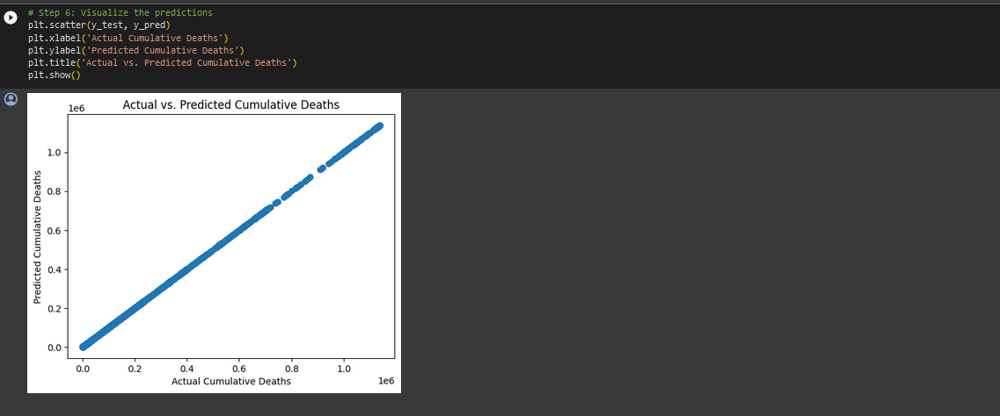 # Step 6: Visualize the predictions
plt.scatter(y_test, y_pred)
plt.xlabel('Actual Cumulative Deaths')
plt.ylabel('Predicted Cumulative Deaths')
plt.title('Actual vs. Predicted Cumulative Deaths')
plt.show()
Actual vs. Predicted Cumulative Deaths
1e6
1.0
0.8
0.6
0.4
0.2
0.0
Predicted Cumulative Deaths
0.0 0.2 0.4 0.6 0.8 1.0
Actual Cumulative Deaths
1e6